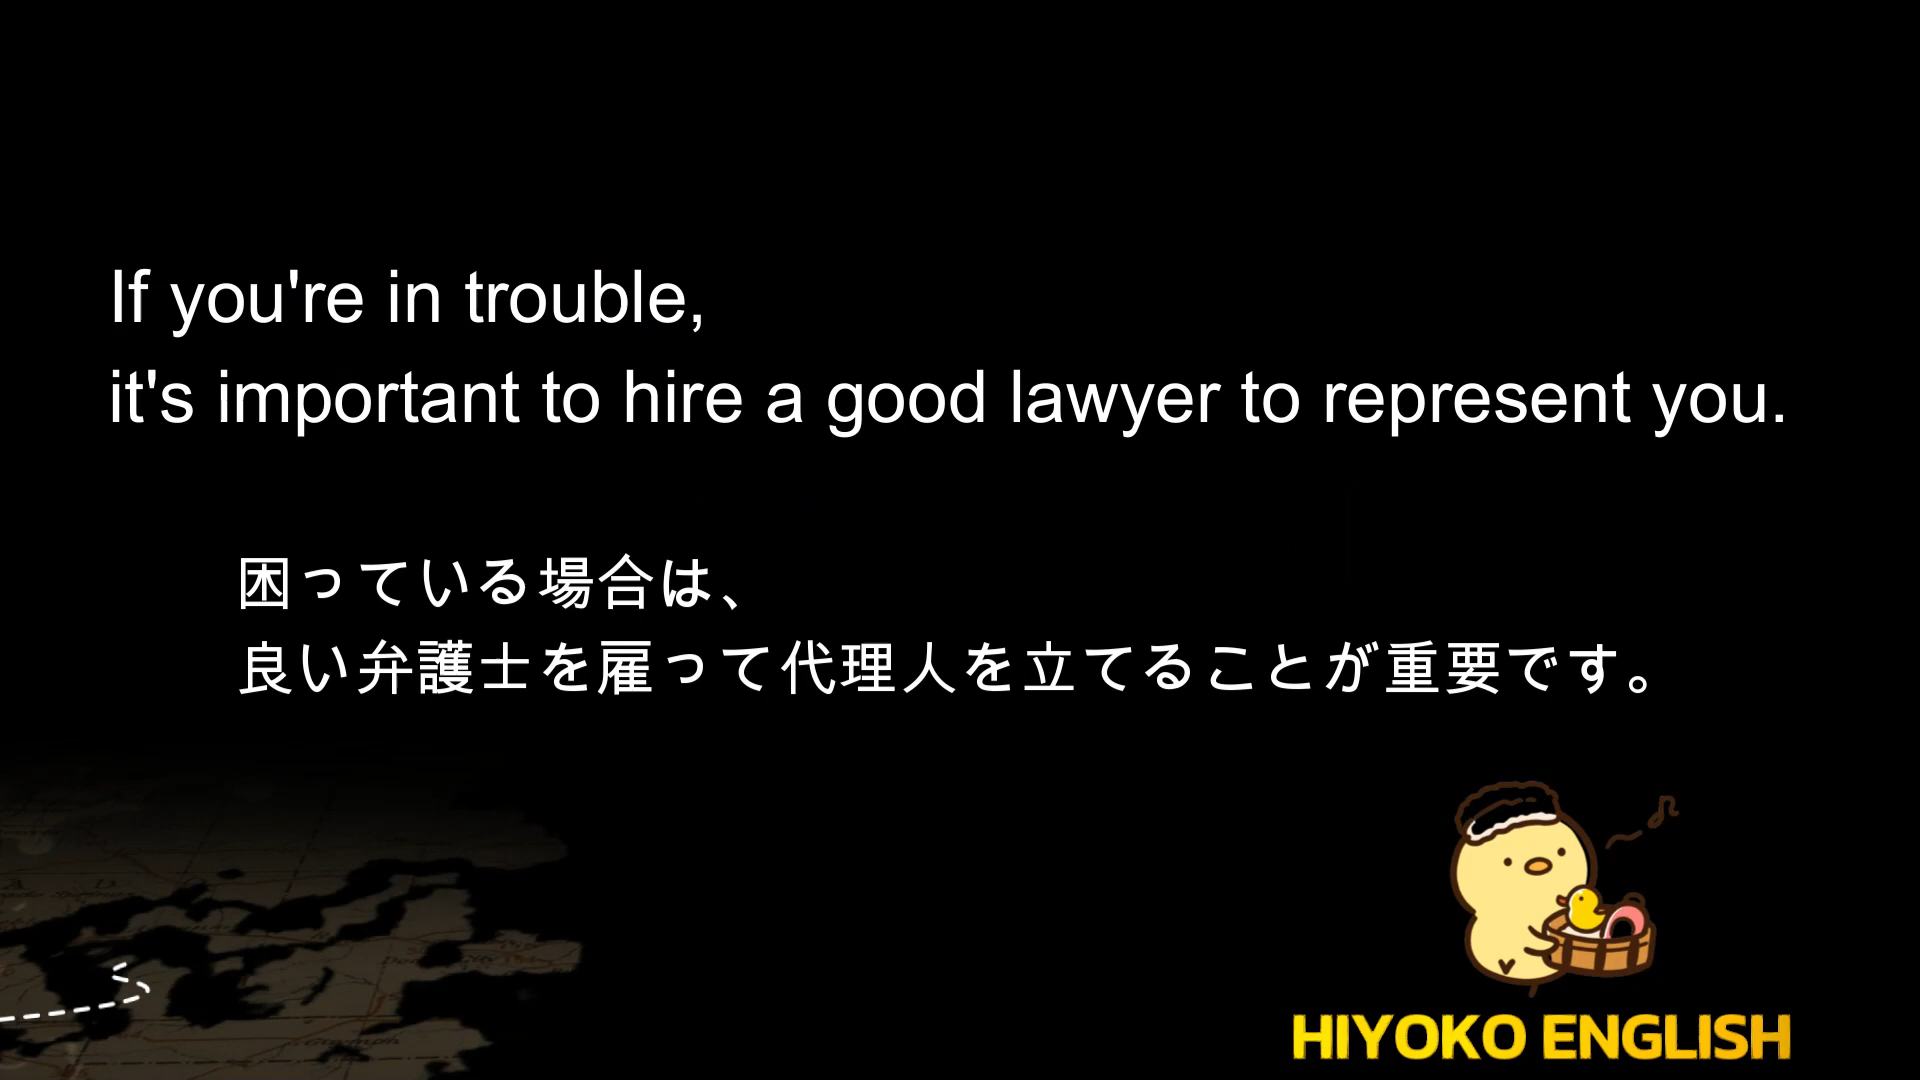 If you're in trouble,
it's important to hire a good lawyer to represent you.
困っている場合は、
良い弁護士を雇って代理人を立てることが重要です。
HIYOKO ENGLISH